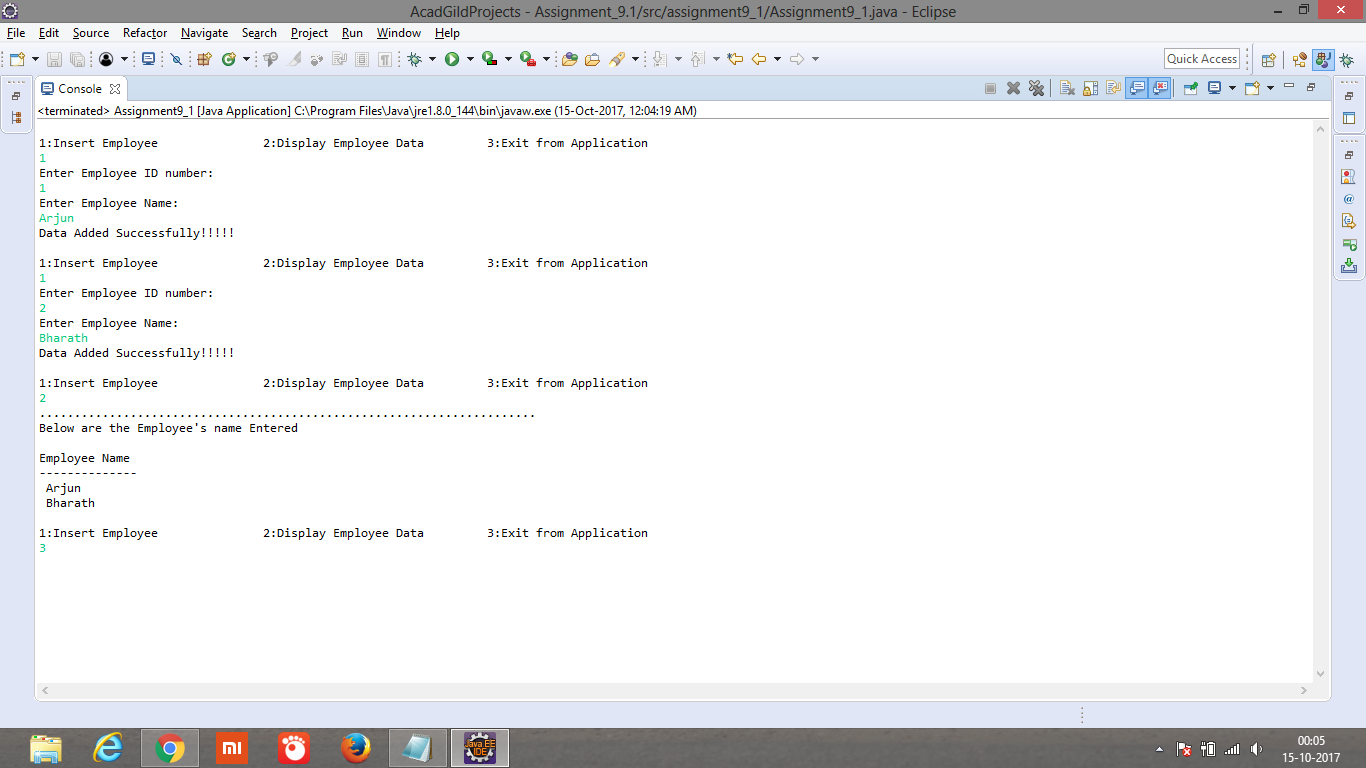 AcadGildProjects - Assignment_9.1/src/assignment9_1/Assignment9_1.java - Eclipse
File Edit Source Refactor Navigate Search Project Run Window Help
Quick Access
Console
<terminated> Assignment9_1 [Java Application] C:\Program Files\Java\jre1.8.0_144\bin\javaw.exe (15-Oct-2017, 12:04:19 AM)
1:Insert Employee 2:Display Employee Data 3:Exit from Application
1
Enter Employee ID number:
1
Enter Employee Name:
Arjun
Data Added Successfully!!!!!
1:Insert Employee 2:Display Employee Data 3:Exit from Application
1
Enter Employee ID number:
2
Enter Employee Name:
Bharath
Data Added Successfully!!!!!
1:Insert Employee 2:Display Employee Data 3:Exit from Application
2
.......................................................................
Below are the Employee's name Entered
Employee Name
--------------
Arjun
Bharath
1:Insert Employee 2:Display Employee Data 3:Exit from Application
3
mi
Java EE
IDE
00:05
15-10-2017